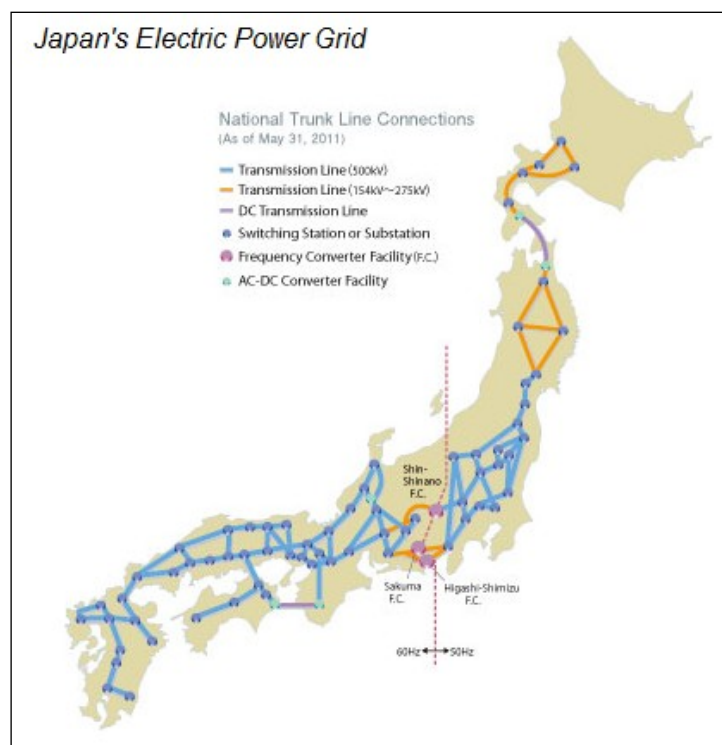 Japan's Electric Power Grid
National Trunk Line Connections
(As of May 31, 2011)
Transmission Line (500kV)
Transmission Line (154kV～275kV)
DC Transmission Line
Switching Station or Substation
Frequency Converter Facility (F.C.)
AC-DC Converter Facility
Shin-
Shinano
F.C.
Sakuma
F.C.
Higashi-Shimizu
F.C.
60Hz
50Hz